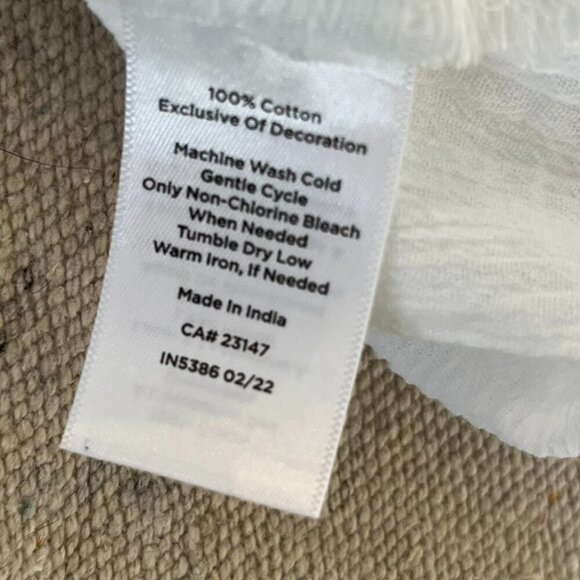 100% Cotton
Exclusive Of Decoration
Machine Wash Cold
Gentle Cycle
Only Non-Chlorine Bleach
When Needed
Tumble Dry Low
Warm Iron, If Needed
Made In India
CA# 23147
IN5386 02/22